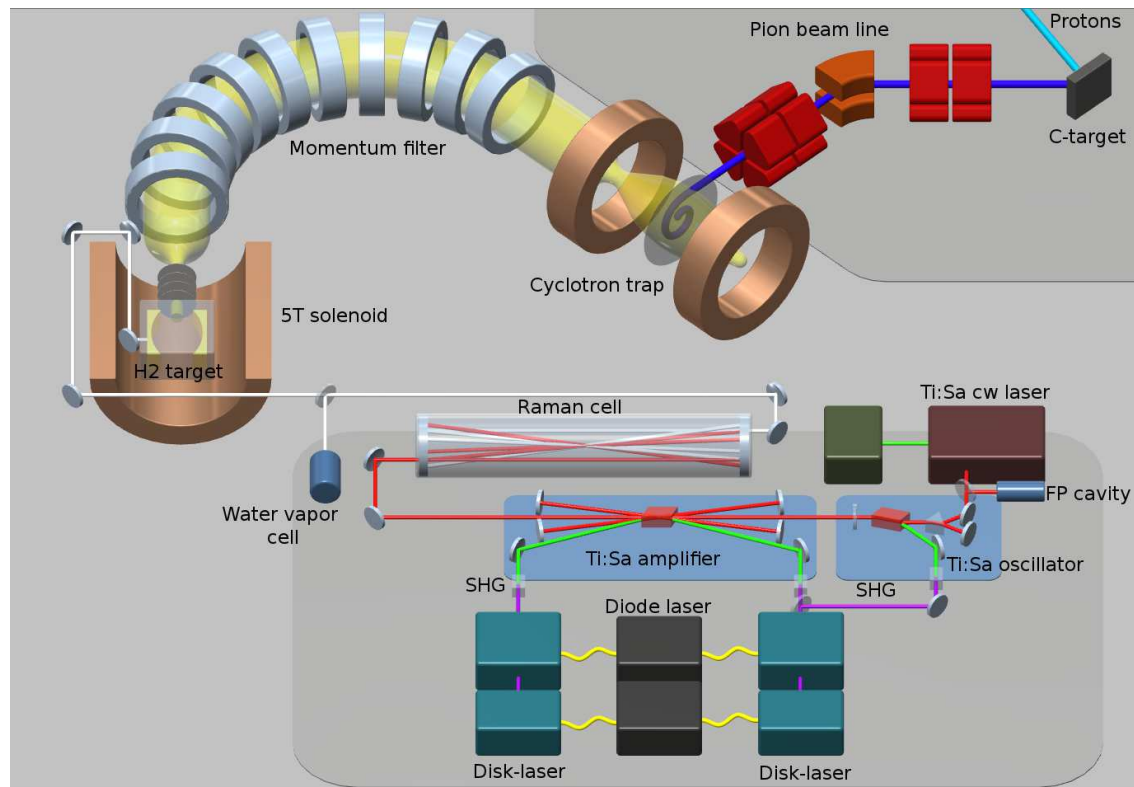 Protons
Pion beam line
C-target
Momentum filter
Cyclotron trap
5T solenoid
H2 target
Raman cell
Ti:Sa cw laser
FP cavity
Water vapor
cell
Ti:Sa amplifier
Ti:Sa oscillator
SHG
SHG
Diode laser
Disk-laser
Disk-laser